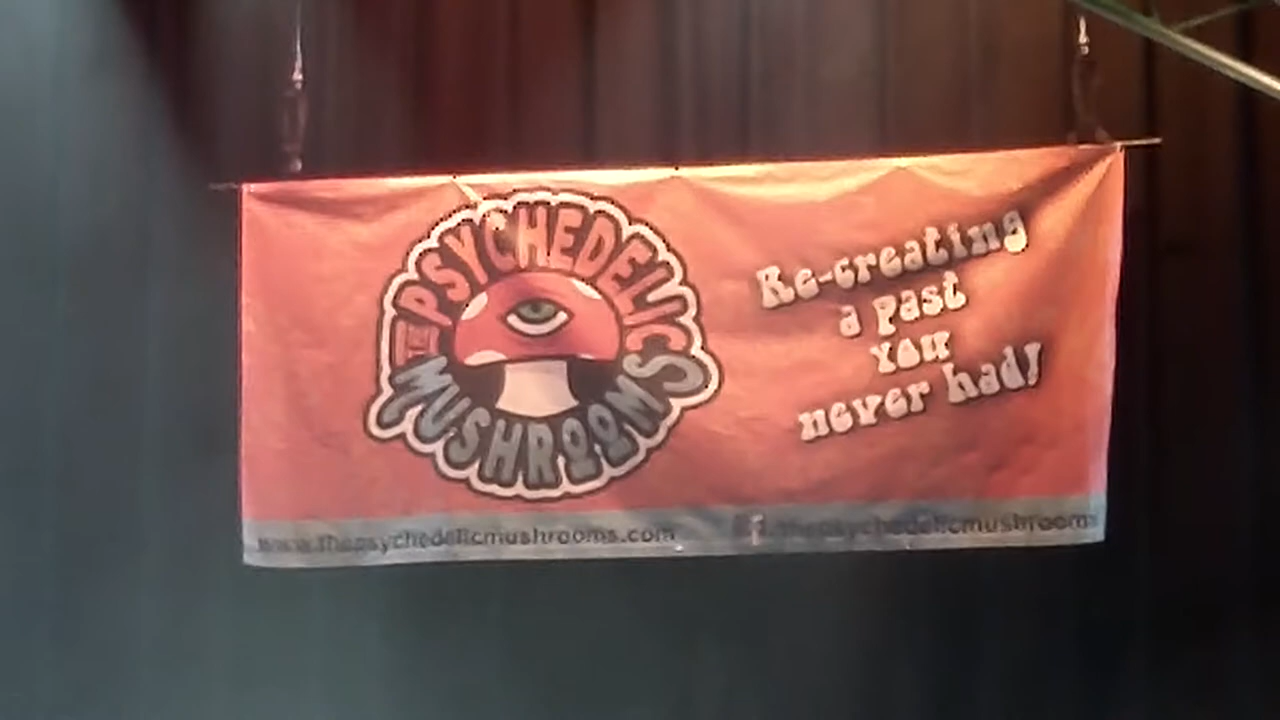 THE
PSYCHEDELIC
MUSHROOMS
Re-creating
a past
You
never had!
www.thepsychedelicmushrooms.com
thepsychedelicmushrooms